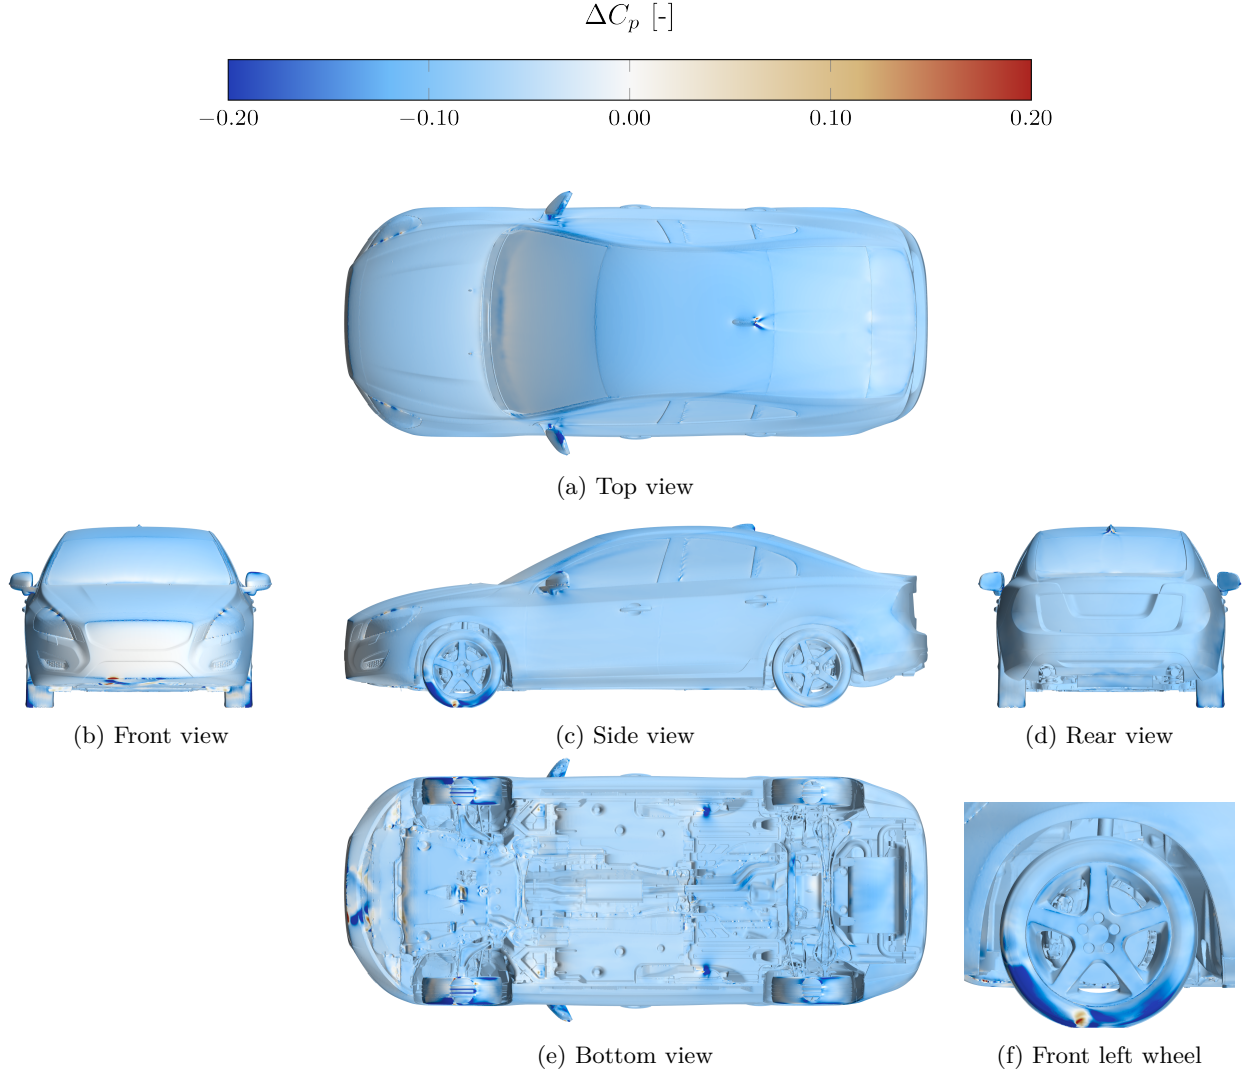 ΔCp [-]
−0.20 −0.10 0.00 0.10 0.20
(a) Top view
(b) Front view
(c) Side view
(d) Rear view
(e) Bottom view
(f) Front left wheel